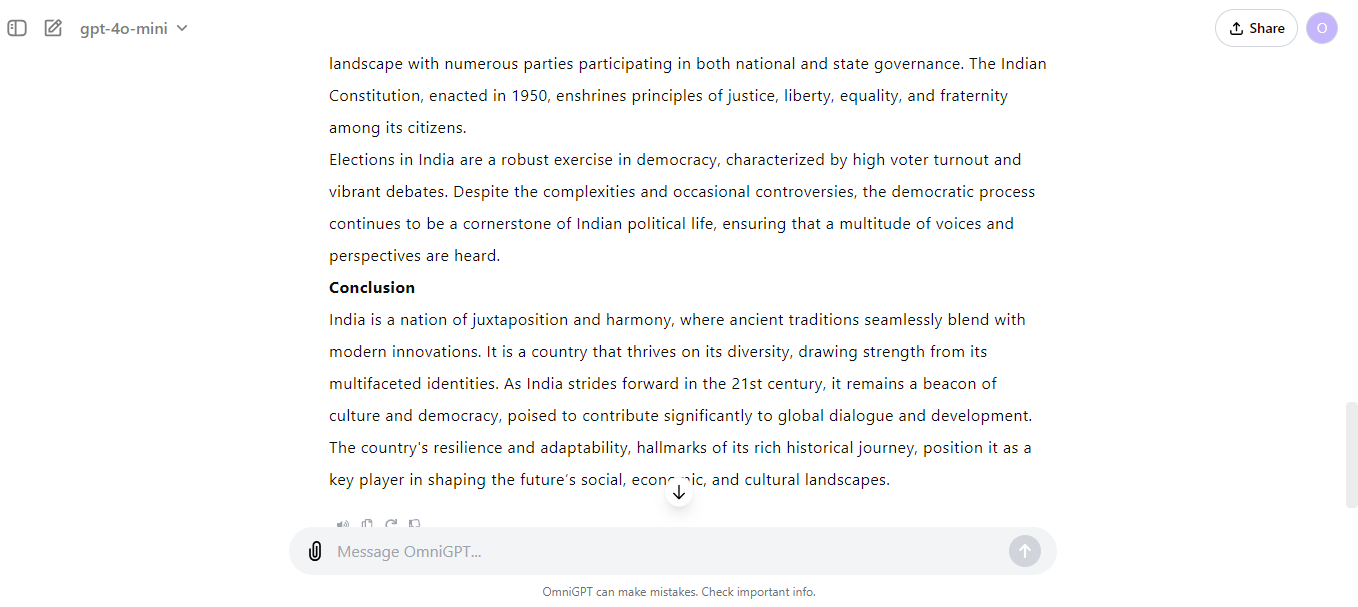 gpt-4o-mini
Share
O
landscape with numerous parties participating in both national and state governance. The Indian
Constitution, enacted in 1950, enshrines principles of justice, liberty, equality, and fraternity
among its citizens.
Elections in India are a robust exercise in democracy, characterized by high voter turnout and
vibrant debates. Despite the complexities and occasional controversies, the democratic process
continues to be a cornerstone of Indian political life, ensuring that a multitude of voices and
perspectives are heard.
Conclusion
India is a nation of juxtaposition and harmony, where ancient traditions seamlessly blend with
modern innovations. It is a country that thrives on its diversity, drawing strength from its
multifaceted identities. As India strides forward in the 21st century, it remains a beacon of
culture and democracy, poised to contribute significantly to global dialogue and development.
The country's resilience and adaptability, hallmarks of its rich historical journey, position it as a
key player in shaping the future's social, economic, and cultural landscapes.
Message OmniGPT...
OmniGPT can make mistakes. Check important info.